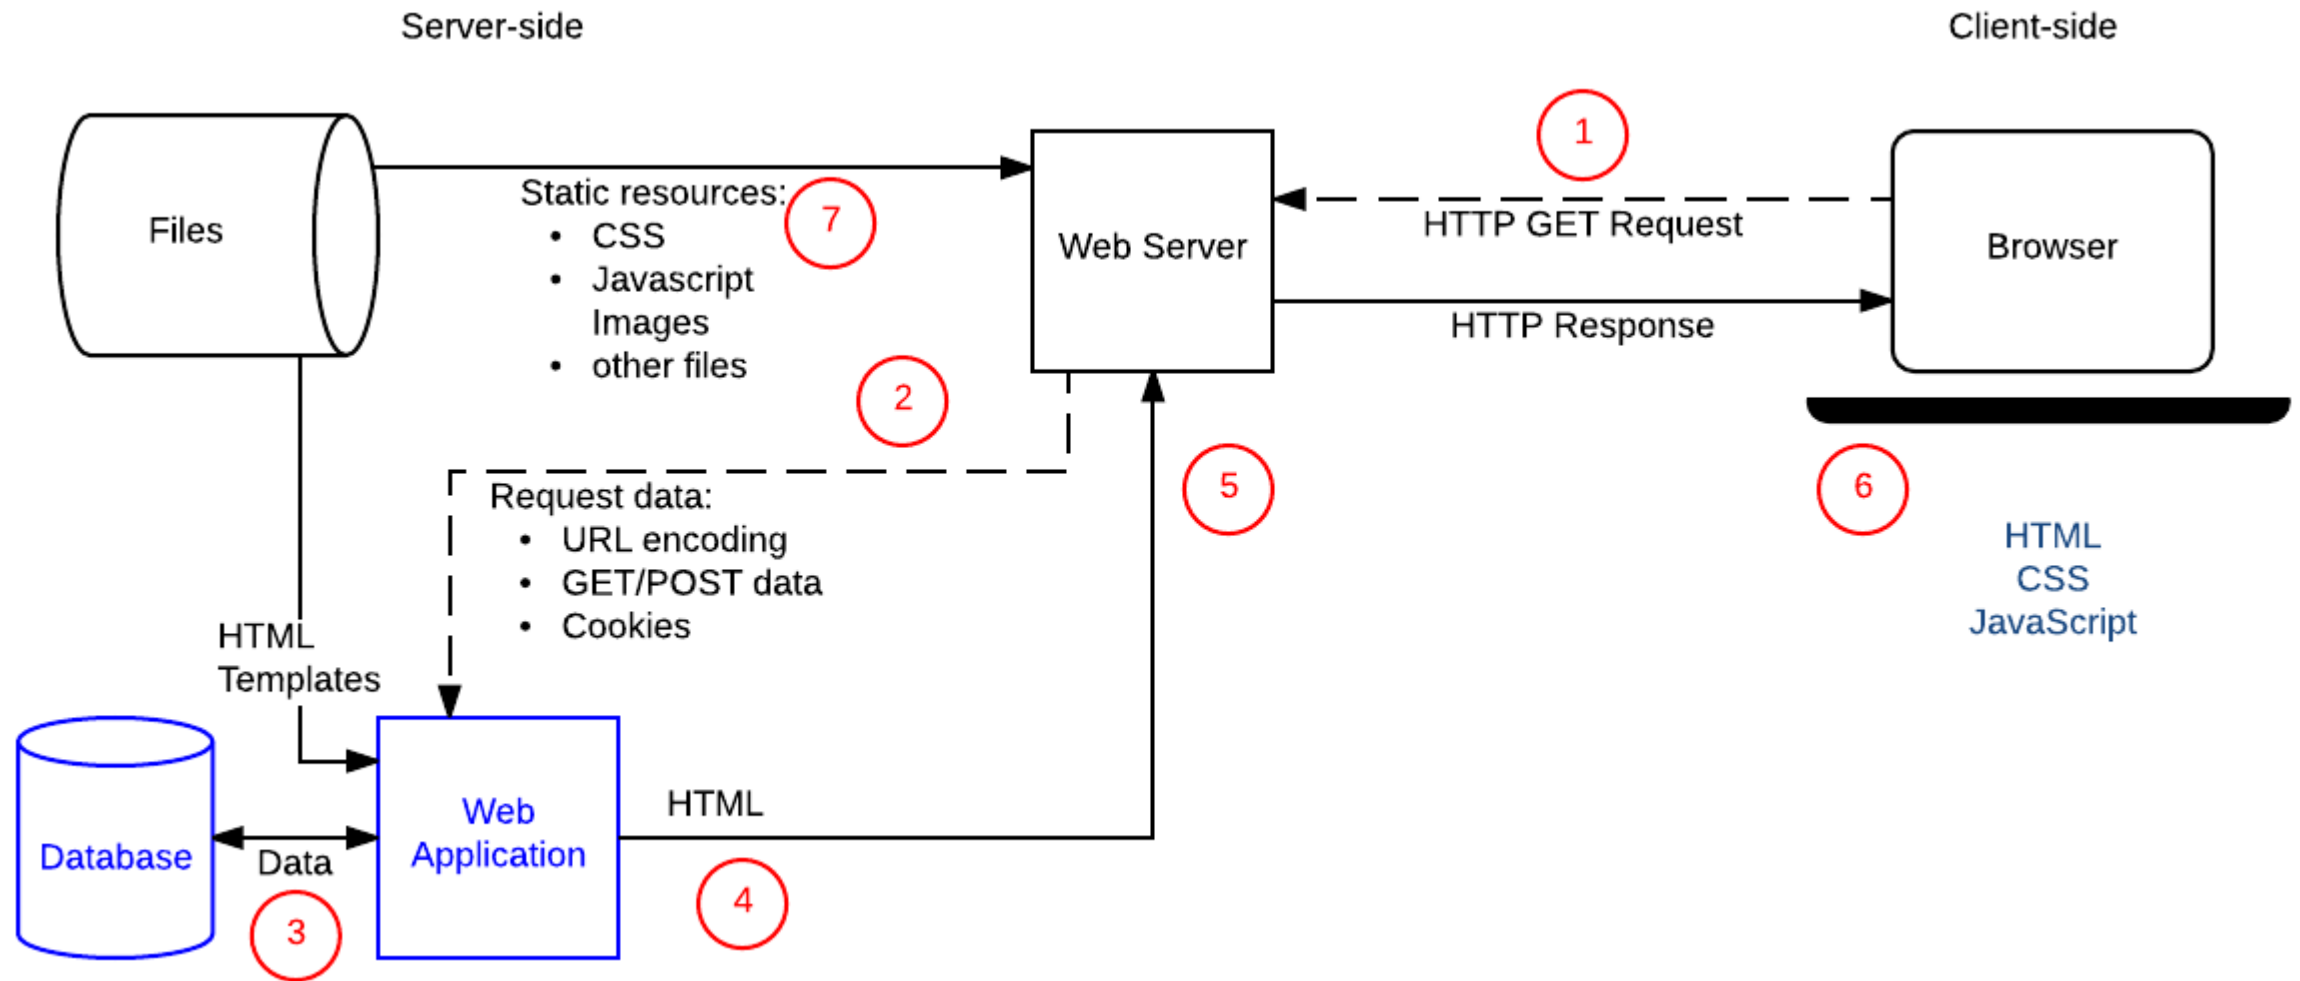 Server-side
Client-side
Files
Static resources:
• CSS
• Javascript
Images
• other files
7
Web Server
1
HTTP GET Request
HTTP Response
Browser
2
Request data:
• URL encoding
• GET/POST data
• Cookies
5
6
HTML
CSS
JavaScript
HTML
Templates
Database
Data
3
Web
Application
HTML
4